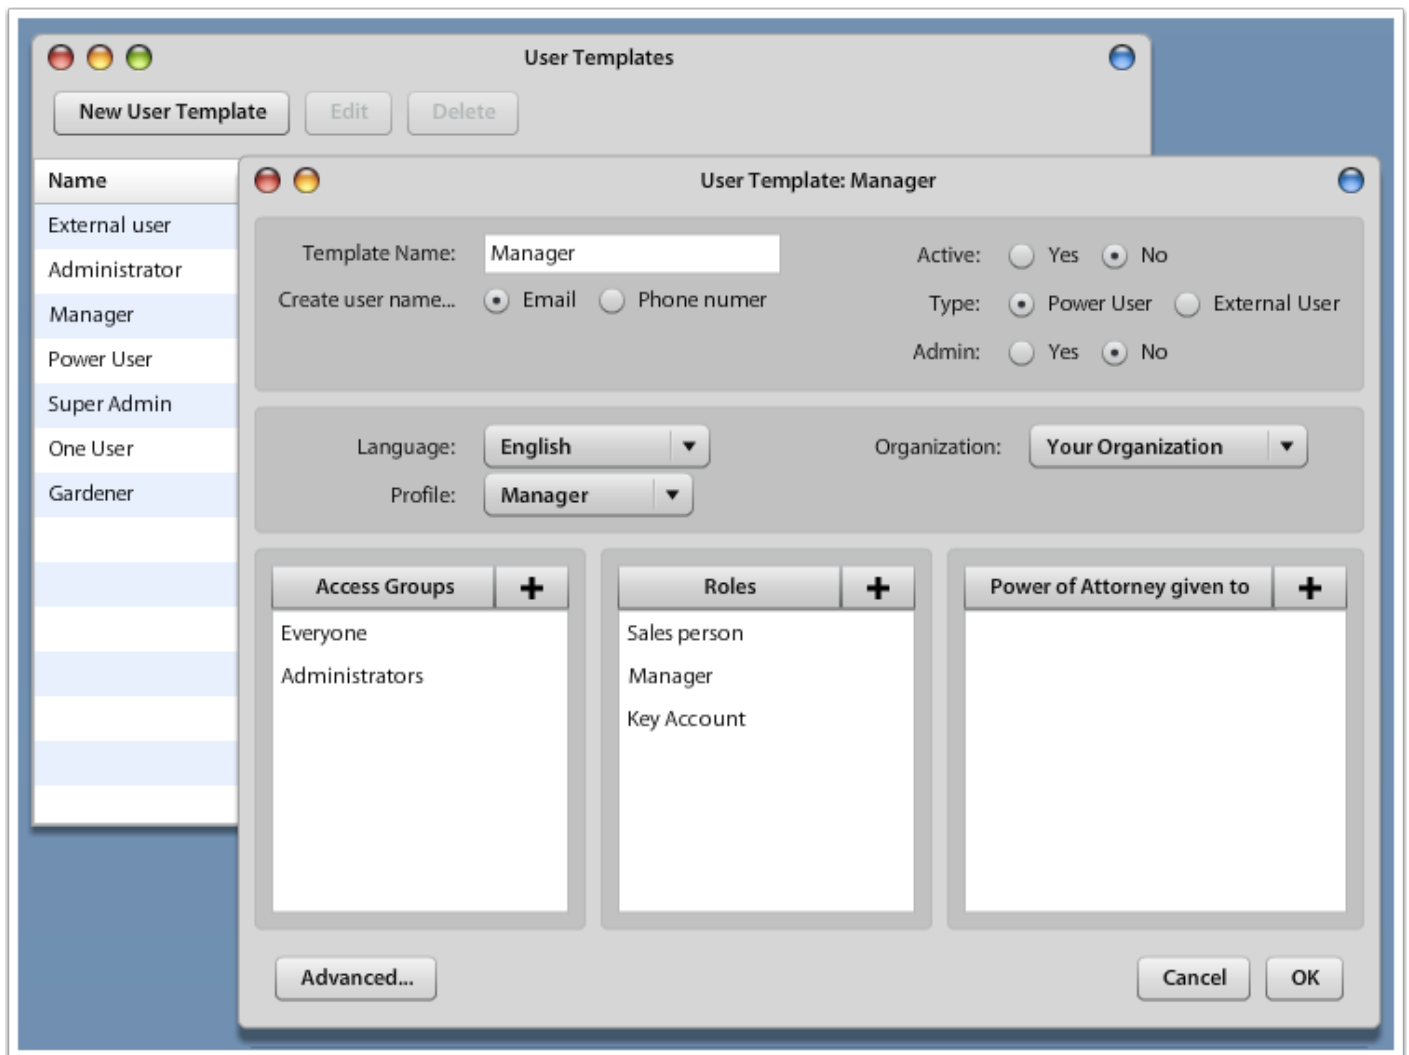 User Templates
New User Template Edit Delete
Name
External user
Administrator
Manager
Power User
Super Admin
One User
Gardener
User Template: Manager
Template Name: Manager
Create user name... Email Phone numer
Active: Yes No
Type: Power User External User
Admin: Yes No
Language: English
Organization: Your Organization
Profile: Manager
Access Groups +
Everyone
Administrators
Roles +
Sales person
Manager
Key Account
Power of Attorney given to +
Advanced...
Cancel OK